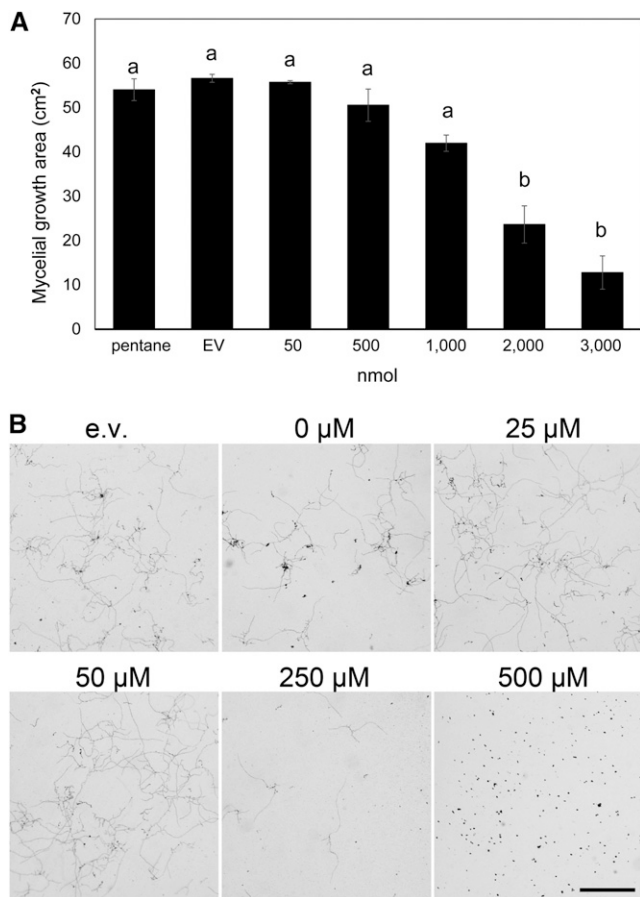 A
70
60
50
40
30
20
10
0
Mycelial growth area (cm²)
a
a
a
a
a
b
b
pentane EV 50 500 1,000 2,000 3,000
nmol
B
e.v. 0 µM 25 µM
50 µM 250 µM 500 µM